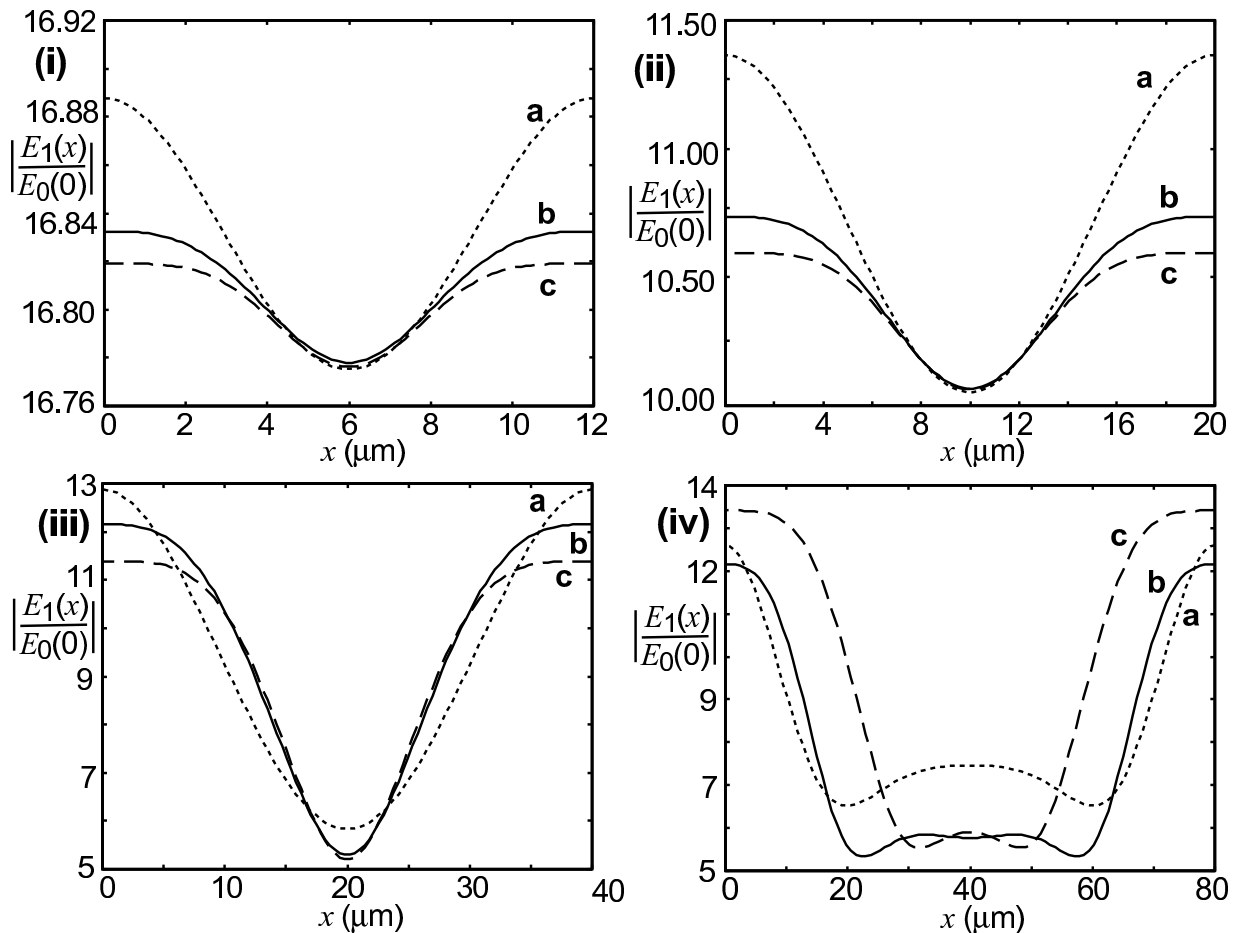 16.92
(i)
16.88
a
|E1(x)/E0(0)|
16.84
b
c
16.80
16.76
0 2 4 6 8 10 12
x (μm)
11.50
(ii)
a
11.00
|E1(x)/E0(0)|
b
c
10.50
10.00
0 4 8 12 16 20
x (μm)
13
(iii)
a
b
11
c
|E1(x)/E0(0)|
9
7
5
0 10 20 30 40
x (μm)
14
(iv)
c
12
b
a
|E1(x)/E0(0)|
9
7
5
0 20 40 60 80
x (μm)